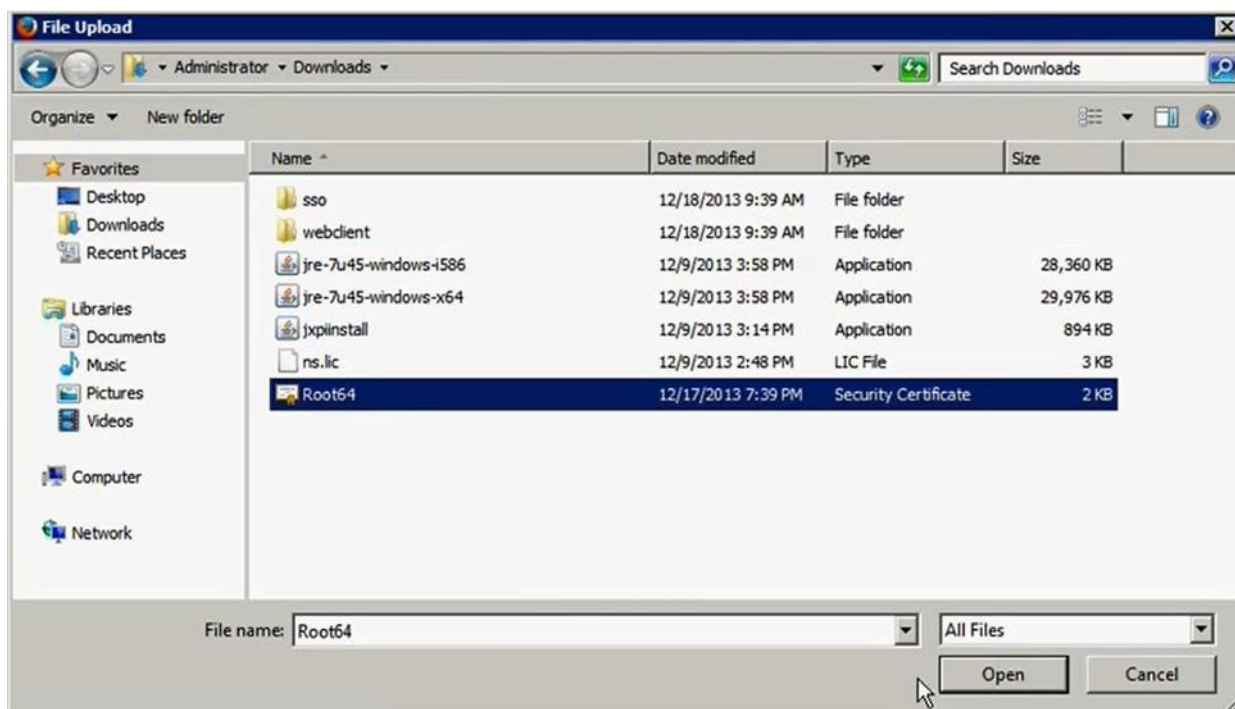 File Upload
Administrator Downloads Search Downloads
Organize New folder
Name Date modified Type Size
Favorites
Desktop
Downloads
Recent Places
Libraries
Documents
Music
Pictures
Videos
Computer
Network
sso 12/18/2013 9:39 AM File folder
webclient 12/18/2013 9:39 AM File folder
jre-7u45-windows-i586 12/9/2013 3:58 PM Application 28,360 KB
jre-7u45-windows-x64 12/9/2013 3:58 PM Application 29,976 KB
jxpiinstall 12/9/2013 3:14 PM Application 894 KB
ns.lic 12/9/2013 2:48 PM LIC File 3 KB
Root64 12/17/2013 7:39 PM Security Certificate 2 KB
File name: Root64 All Files
Open Cancel